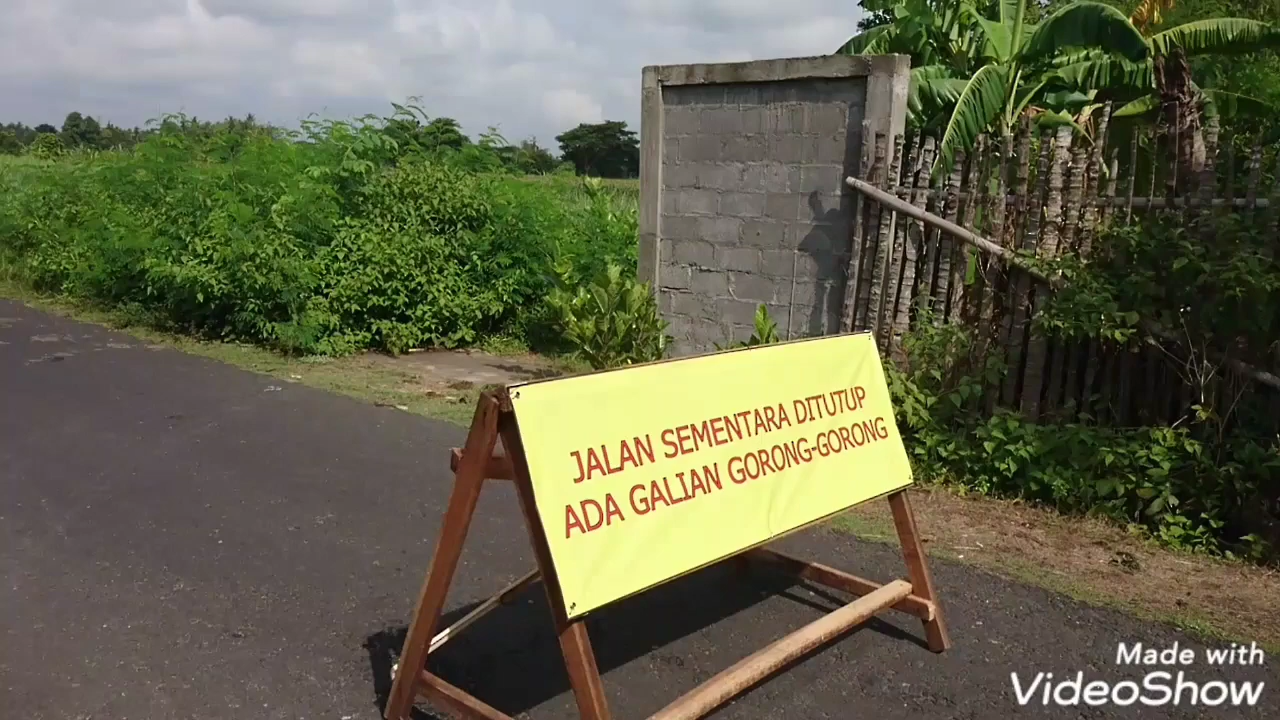 JALAN SEMENTARA DITUTUP
ADA GALIAN GORONG-GORONG
Made with
VideoShow